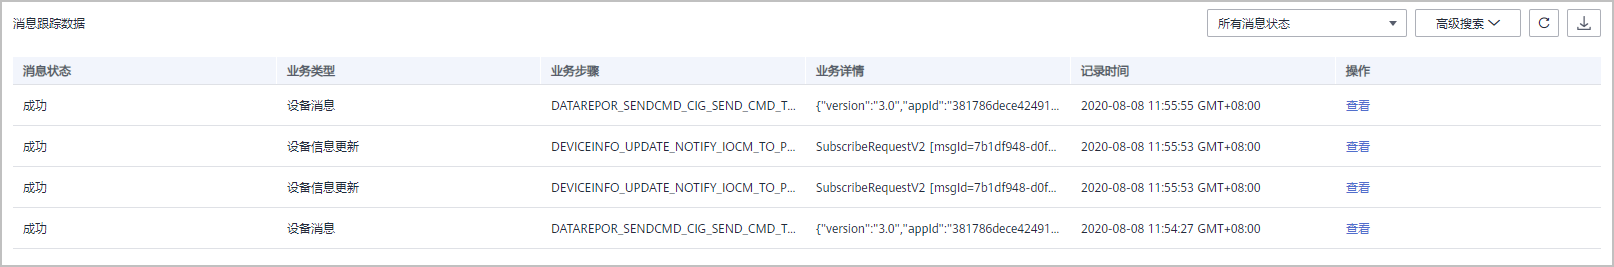 消息跟踪数据
所有消息状态 高级搜索
消息状态 业务类型 业务步骤 业务详情 记录时间 操作
成功 设备消息 DATAREPOR_SENDCMD_CIG_SEND_CMD_T... {"version":"3.0","appId":"381786dece42491... 2020-08-08 11:55:55 GMT+08:00 查看
成功 设备信息更新 DEVICEINFO_UPDATE_NOTIFY_IOCM_TO_P... SubscribeRequestV2 [msgId=7b1df948-d0f... 2020-08-08 11:55:53 GMT+08:00 查看
成功 设备信息更新 DEVICEINFO_UPDATE_NOTIFY_IOCM_TO_P... SubscribeRequestV2 [msgId=7b1df948-d0f... 2020-08-08 11:55:53 GMT+08:00 查看
成功 设备消息 DATAREPOR_SENDCMD_CIG_SEND_CMD_T... {"version":"3.0","appId":"381786dece42491... 2020-08-08 11:54:27 GMT+08:00 查看